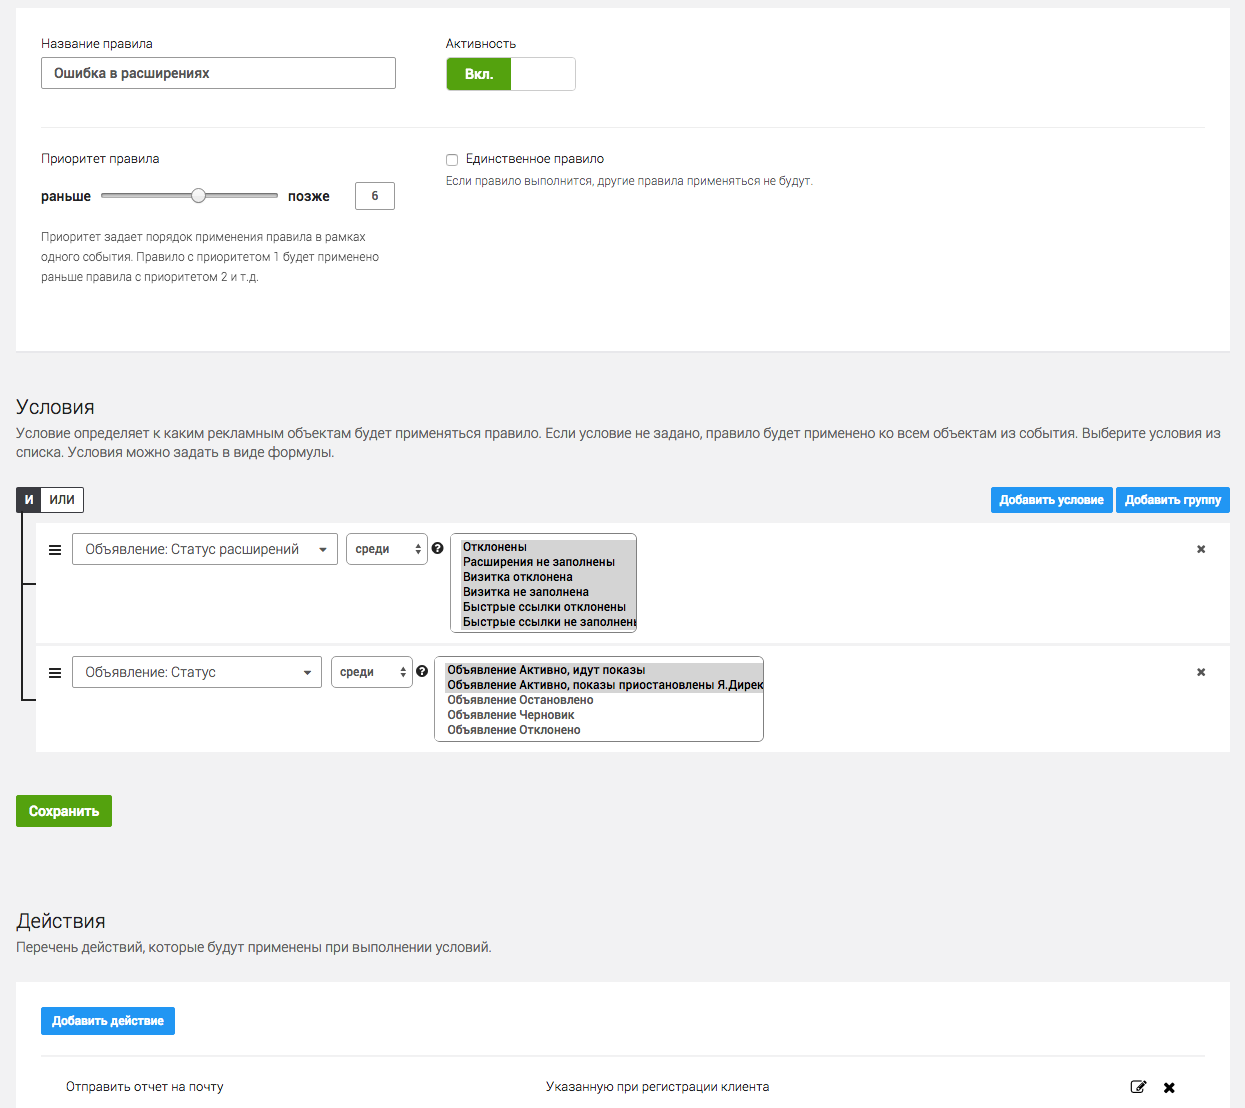 Название правила
Активность
Ошибка в расширениях
Вкл.
Приоритет правила
Единственное правило
Если правило выполнится, другие правила применяться не будут.
раньше
позже
6
Приоритет задает порядок применения правила в рамках
одного события. Правило с приоритетом 1 будет применено
раньше правила с приоритетом 2 и т.д.
Условия
Условие определяет к каким рекламным объектам будет применяться правило. Если условие не задано, правило будет применено ко всем объектам из события. Выберите условия из
списка. Условия можно задать в виде формулы.
И ИЛИ
Добавить условие
Добавить группу
Объявление: Статус расширений
среди
Отклонены
Расширения не заполнены
Визитка отклонена
Визитка не заполнена
Быстрые ссылки отклонены
Быстрые ссылки не заполнен
Объявление: Статус
среди
Объявление Активно, идут показы
Объявление Активно, показы приостановлены Я.Дирек
Объявление Остановлено
Объявление Черновик
Объявление Отклонено
Сохранить
Действия
Перечень действий, которые будут применены при выполнении условий.
Добавить действие
Отправить отчет на почту
Указанную при регистрации клиента